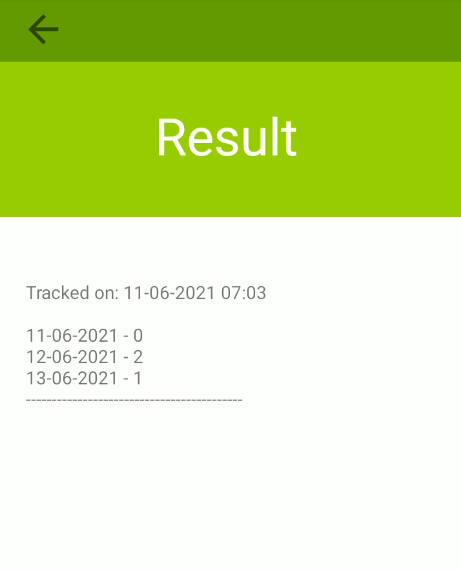 Result
Tracked on: 11-06-2021 07:03
11-06-2021 - 0
12-06-2021 - 2
13-06-2021 - 1
------------------------------------------